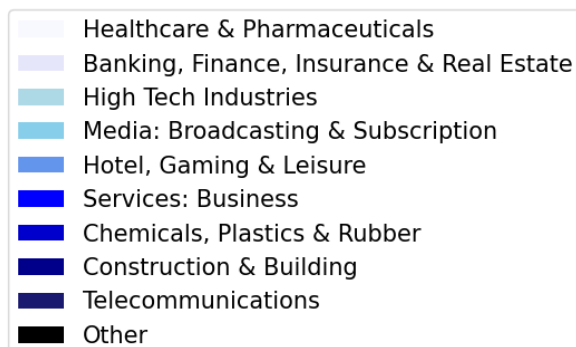 Healthcare & Pharmaceuticals
Banking, Finance, Insurance & Real Estate
High Tech Industries
Media: Broadcasting & Subscription
Hotel, Gaming & Leisure
Services: Business
Chemicals, Plastics & Rubber
Construction & Building
Telecommunications
Other